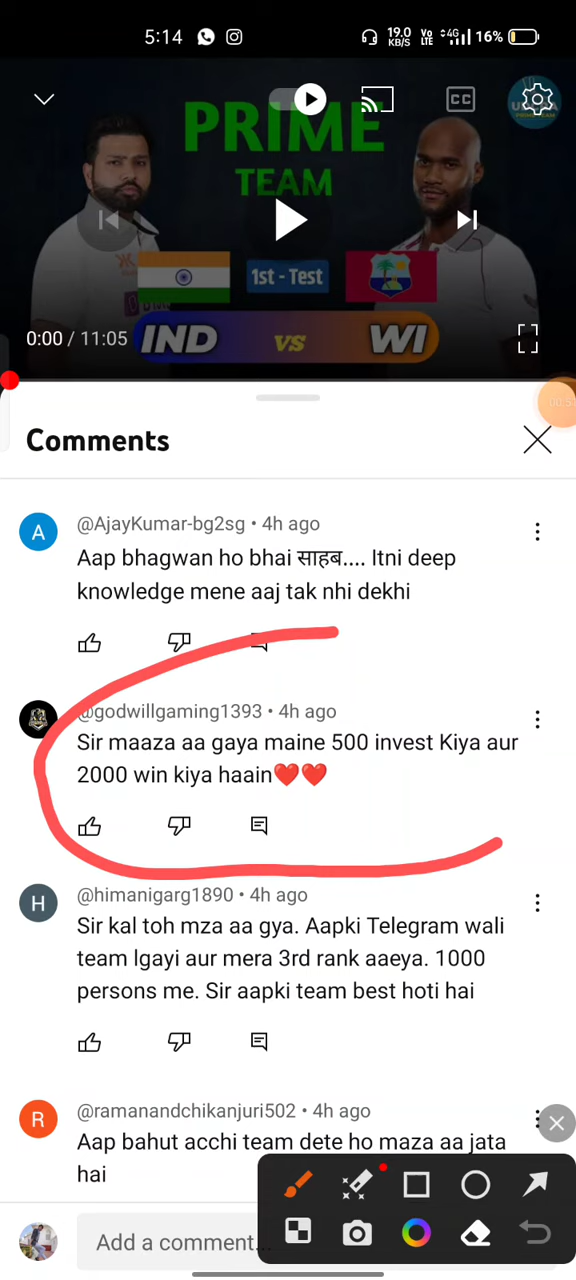 5:14
19.0
KB/S
Vo
LTE
4G
16%
PRIME
TEAM
CC
1st - Test
0:00 / 11:05
IND vs WI
Comments
A
@AjayKumar-bg2sg • 4h ago
Aap bhagwan ho bhai साहब.... Itni deep
knowledge mene aaj tak nhi dekhi
@godwillgaming1393 • 4h ago
Sir maaza aa gaya maine 500 invest Kiya aur
2000 win kiya haain❤️❤️
H
@himanigarg1890 • 4h ago
Sir kal toh mza aa gya. Aapki Telegram wali
team lgayi aur mera 3rd rank aaeya. 1000
persons me. Sir aapki team best hoti hai
R
@ramanandchikanjuri502 • 4h ago
Aap bahut acchi team dete ho maza aa jata
hai
Add a comment...